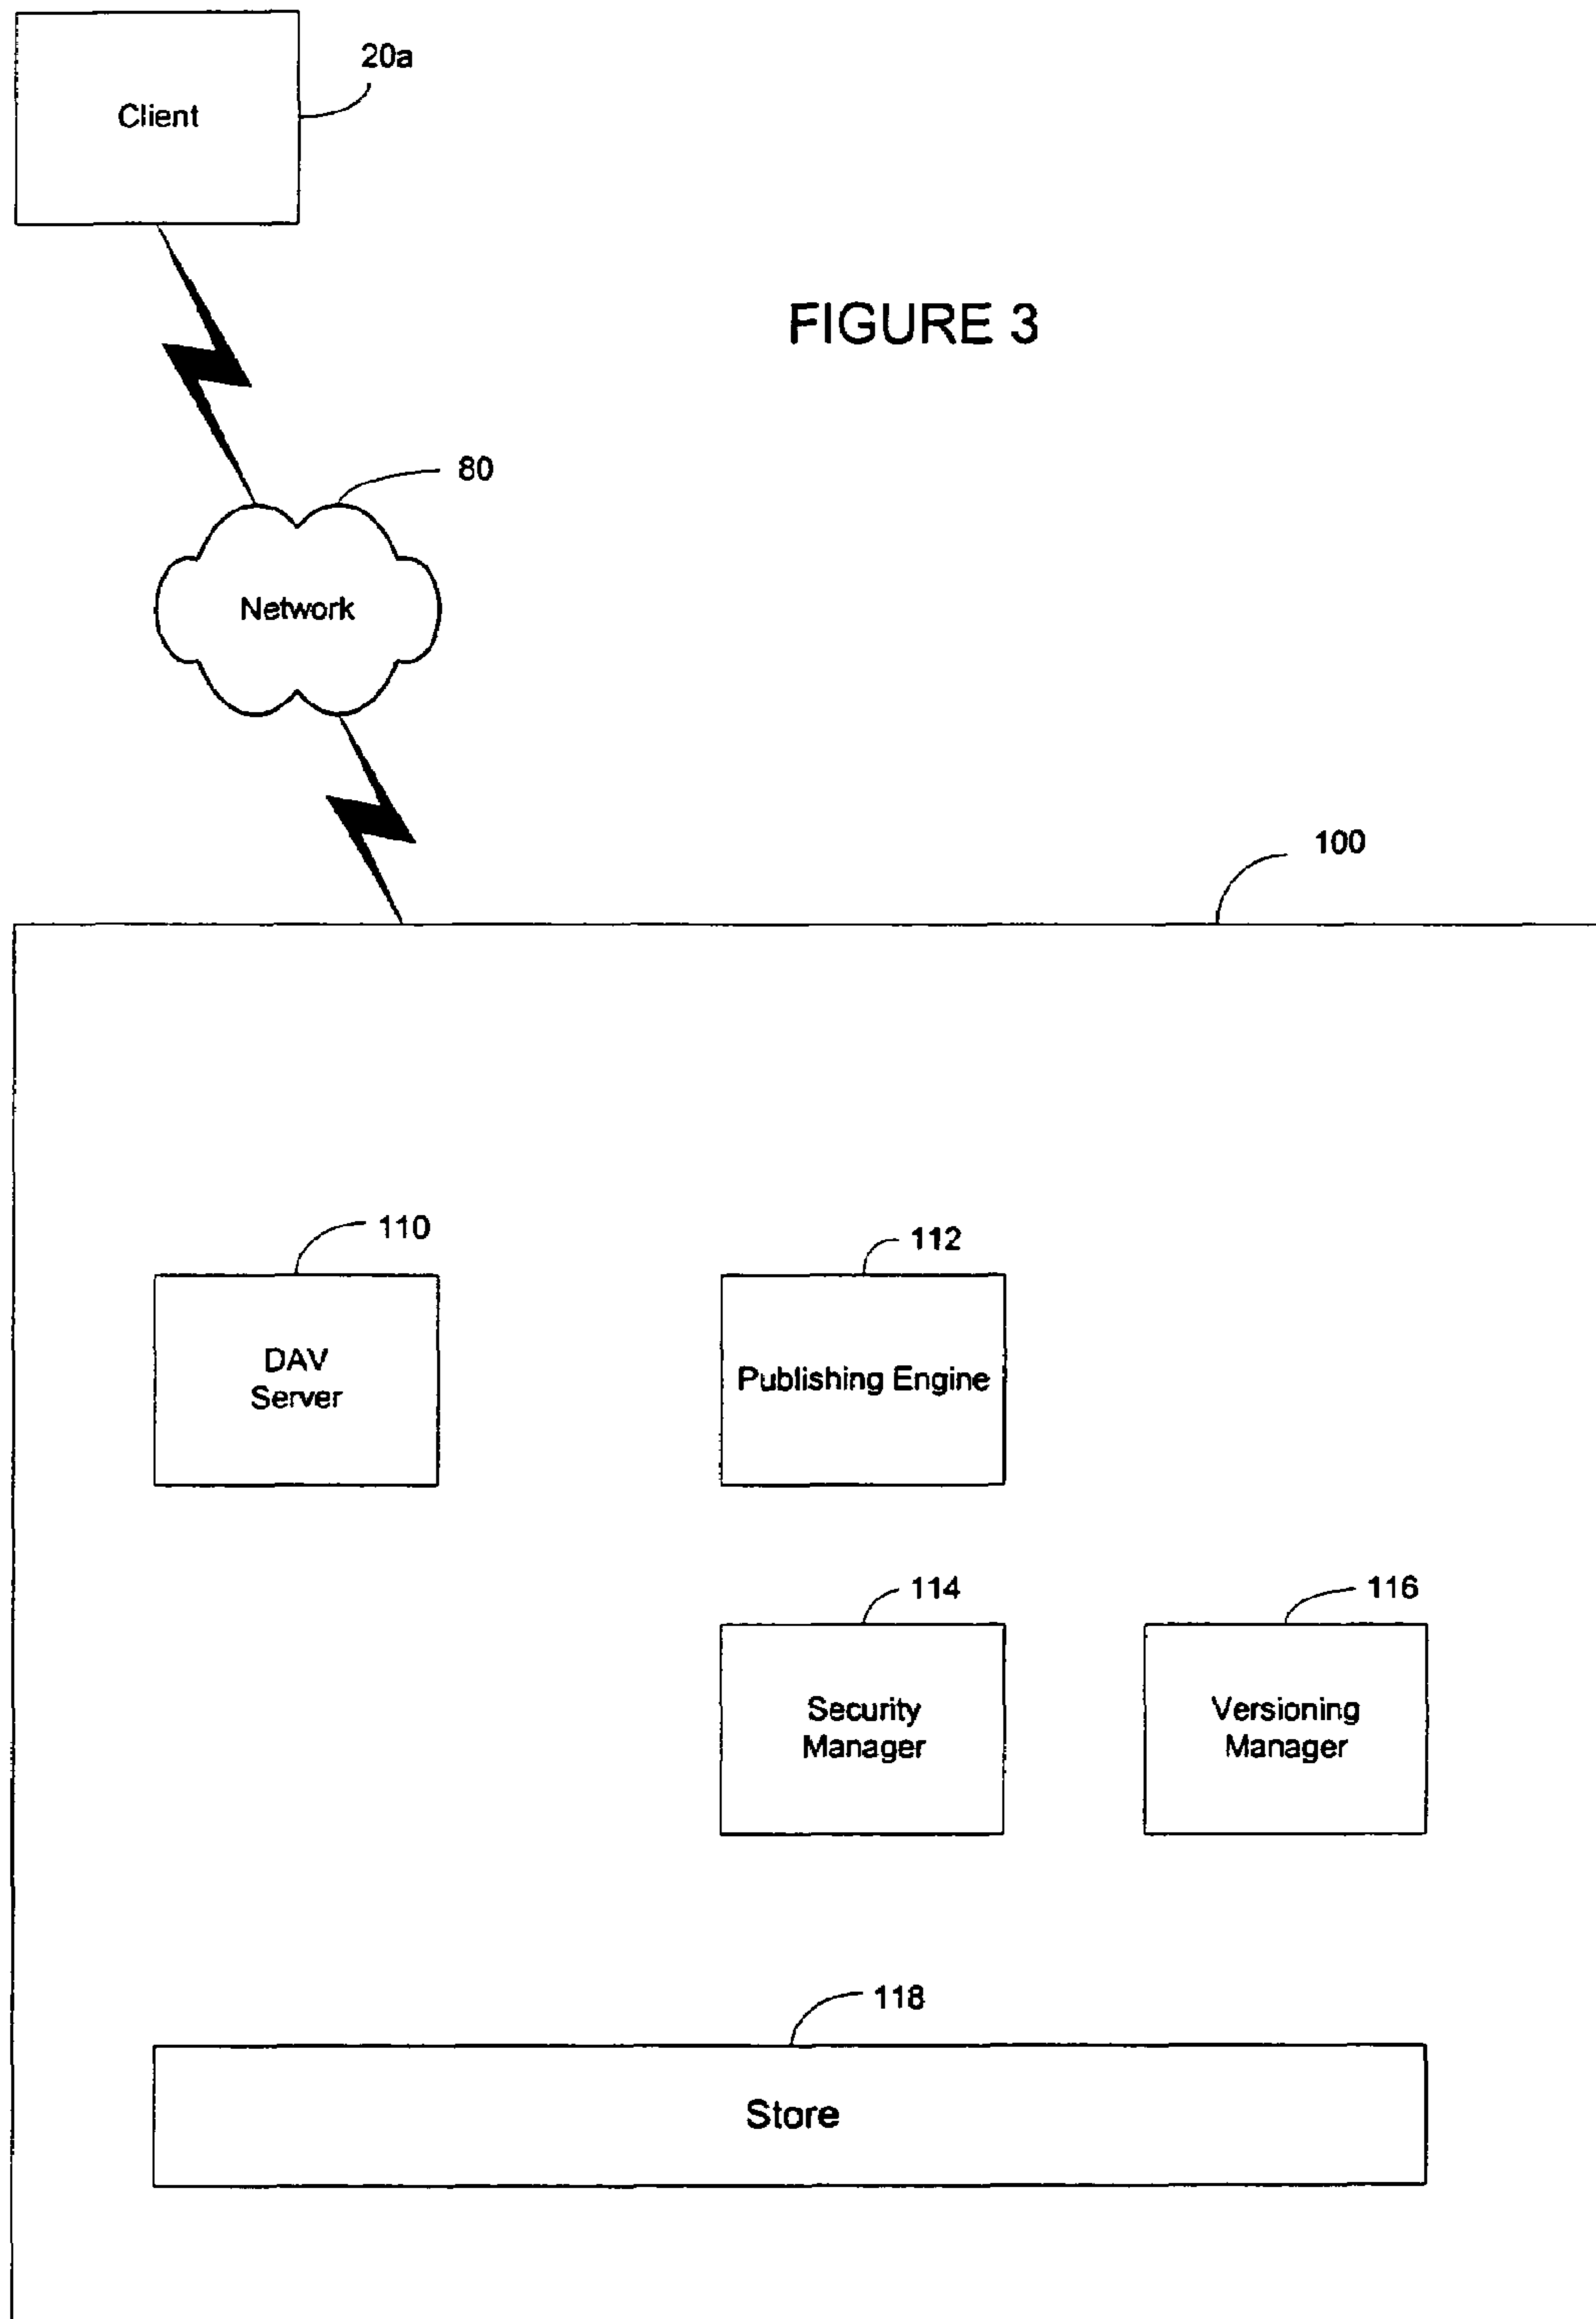 20a
Client
FIGURE 3
80
Network
100
110
112
DAV
Server
Publishing Engine
114
116
Security
Manager
Versioning
Manager
118
Store